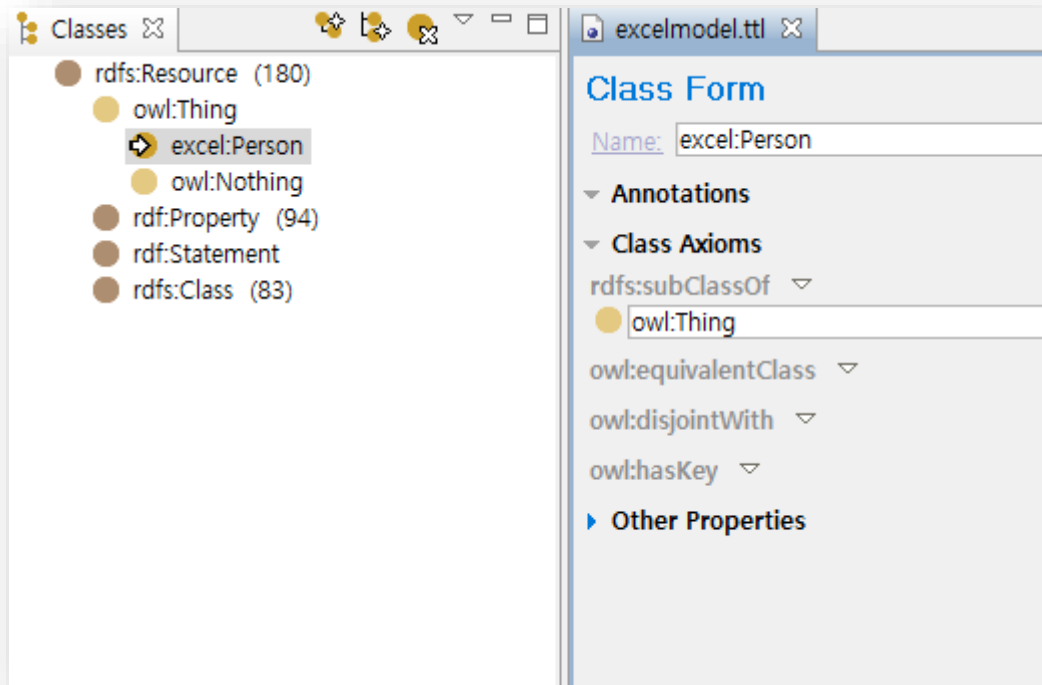 Classes
rdfs:Resource (180)
owl:Thing
excel:Person
owl:Nothing
rdf:Property (94)
rdf:Statement
rdfs:Class (83)
excelmodel.ttl
Class Form
Name: excel:Person
Annotations
Class Axioms
rdfs:subClassOf
owl:Thing
owl:equivalentClass
owl:disjointWith
owl:hasKey
Other Properties